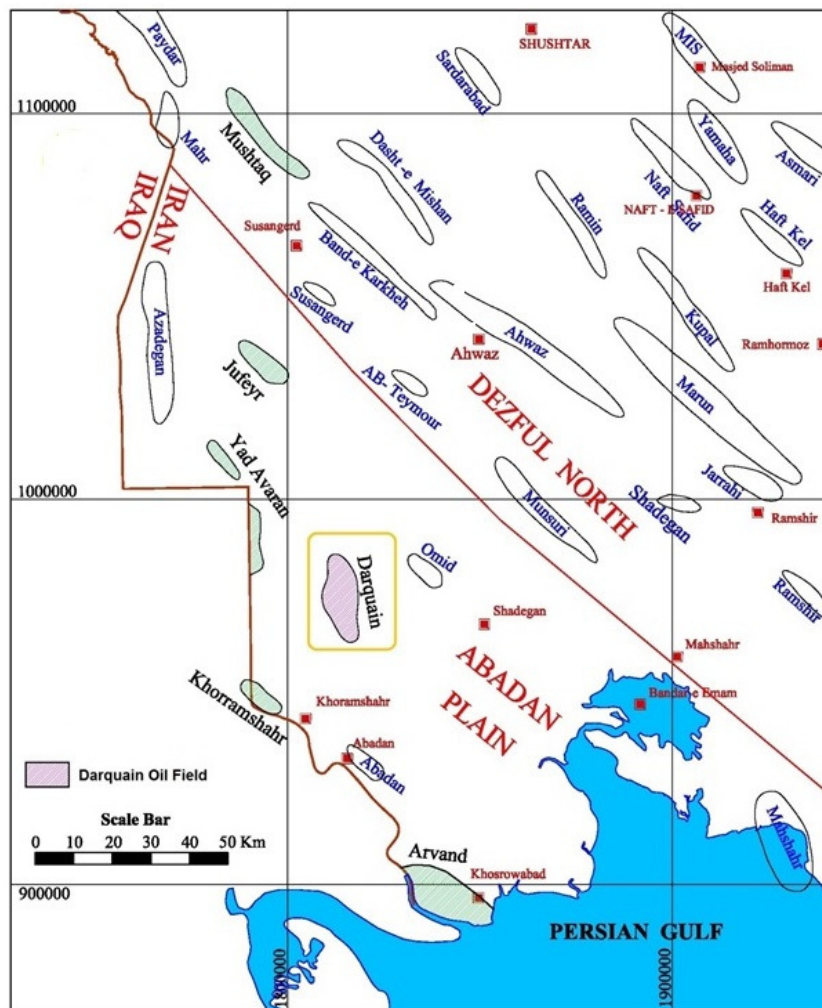 Paydar
SHUSHTAR
MIS
Masjed Soliman
Sardarabad
1100000
Mahr
Mushtaq
Dasht -e Mishan
Yamaha
Asmari
Naft Sfid
NAFT - E SAFID
Ramin
Haft Kel
Haft Kel
IRAQ
IRAN
Susangerd
Band-e Karkheh
Susangerd
Azadegan
Ahwaz
Ahwaz
Kupal
Ramhormoz
Jufeyr
AB- Teymour
Marun
DEZFUL NORTH
Yad Avaran
Jarrahi
1000000
Munsuri
Shadegan
Ramshir
Darquain
Omid
Ramshir
Shadegan
Mahshahr
ABADAN
PLAIN
Khorramshahr
Khoramshahr
Bandar-e Emam
Abadan
Abadan
Darquain Oil Field
Scale Bar
0 10 20 30 40 50 Km
Mahshahr
Arvand
Khosrowabad
900000
PERSIAN GULF
1800000
1900000